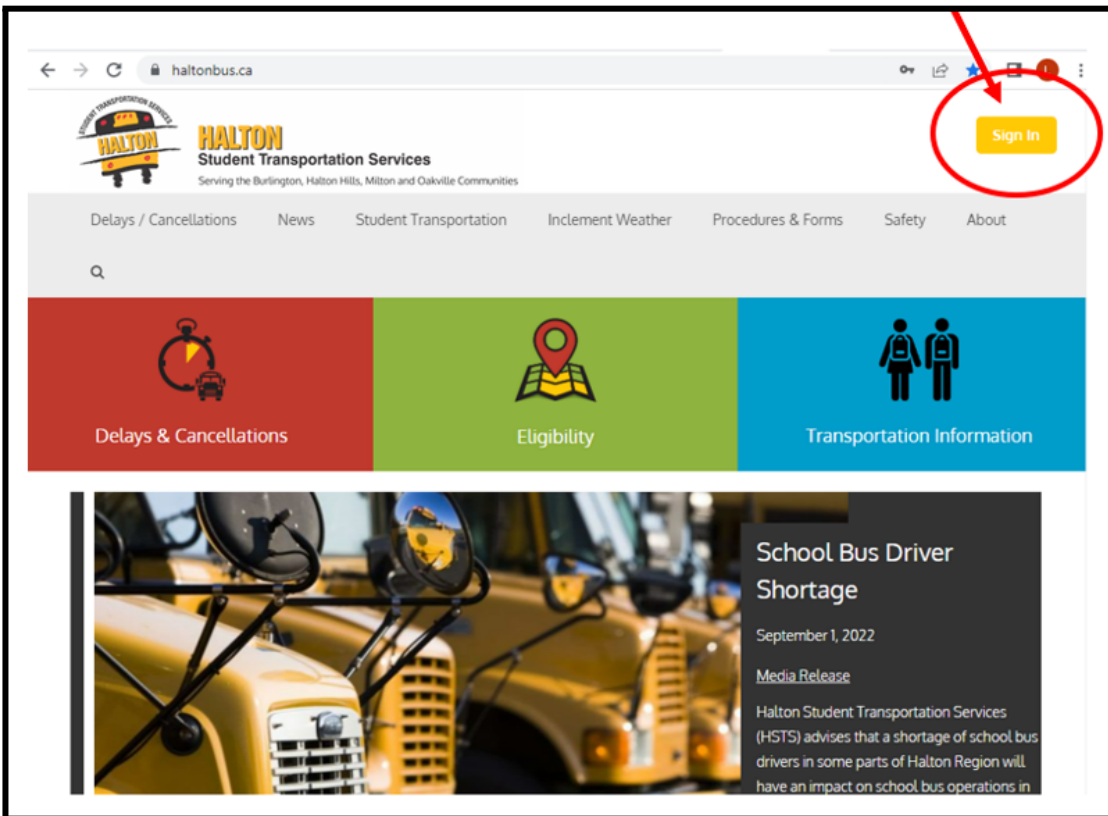 haltonbus.ca
L
STUDENT TRANSPORTATION SERVICES
HALTON
HALTON
Student Transportation Services
Serving the Burlington, Halton Hills, Milton and Oakville Communities
Sign In
Delays / Cancellations News Student Transportation Inclement Weather Procedures & Forms Safety About
Delays & Cancellations
Eligibility
Transportation Information
School Bus Driver
Shortage
September 1, 2022
Media Release
Halton Student Transportation Services
(HSTS) advises that a shortage of school bus
drivers in some parts of Halton Region will
have an impact on school bus operations in